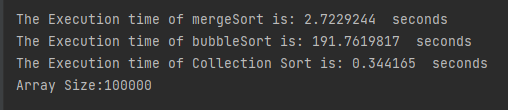 The Execution time of mergeSort is: 2.7229244  seconds
The Execution time of bubbleSort is: 191.7619817  seconds
The Execution time of Collection Sort is: 0.344165  seconds
Array Size:100000